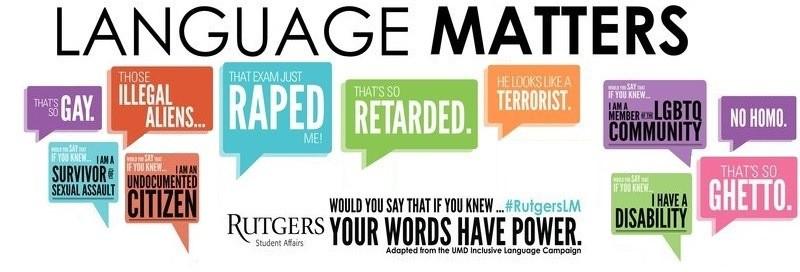 LANGUAGE MATTERS
THAT'S SO GAY.
THOSE
ILLEGAL
ALIENS...
THAT EXAM JUST
RAPED
ME!
THAT'S SO
RETARDED.
HE LOOKS LIKE A
TERRORIST.
WOULD YOU SAY THAT
IF YOU KNEW...
I AM A
MEMBER OF THE LGBTQ
COMMUNITY
NO HOMO.
WOULD YOU SAY THAT
IF YOU KNEW... I AM A
SURVIVOR OF
SEXUAL ASSAULT
WOULD YOU SAY THAT
IF YOU KNEW... I AM AN
UNDOCUMENTED
CITIZEN
WOULD YOU SAY THAT
IF YOU KNEW...
I HAVE A
DISABILITY
THAT'S SO
GHETTO.
RUTGERS
Student Affairs
WOULD YOU SAY THAT IF YOU KNEW ...#RutgersLM
YOUR WORDS HAVE POWER.
Adapted from the UMD Inclusive Language Campaign